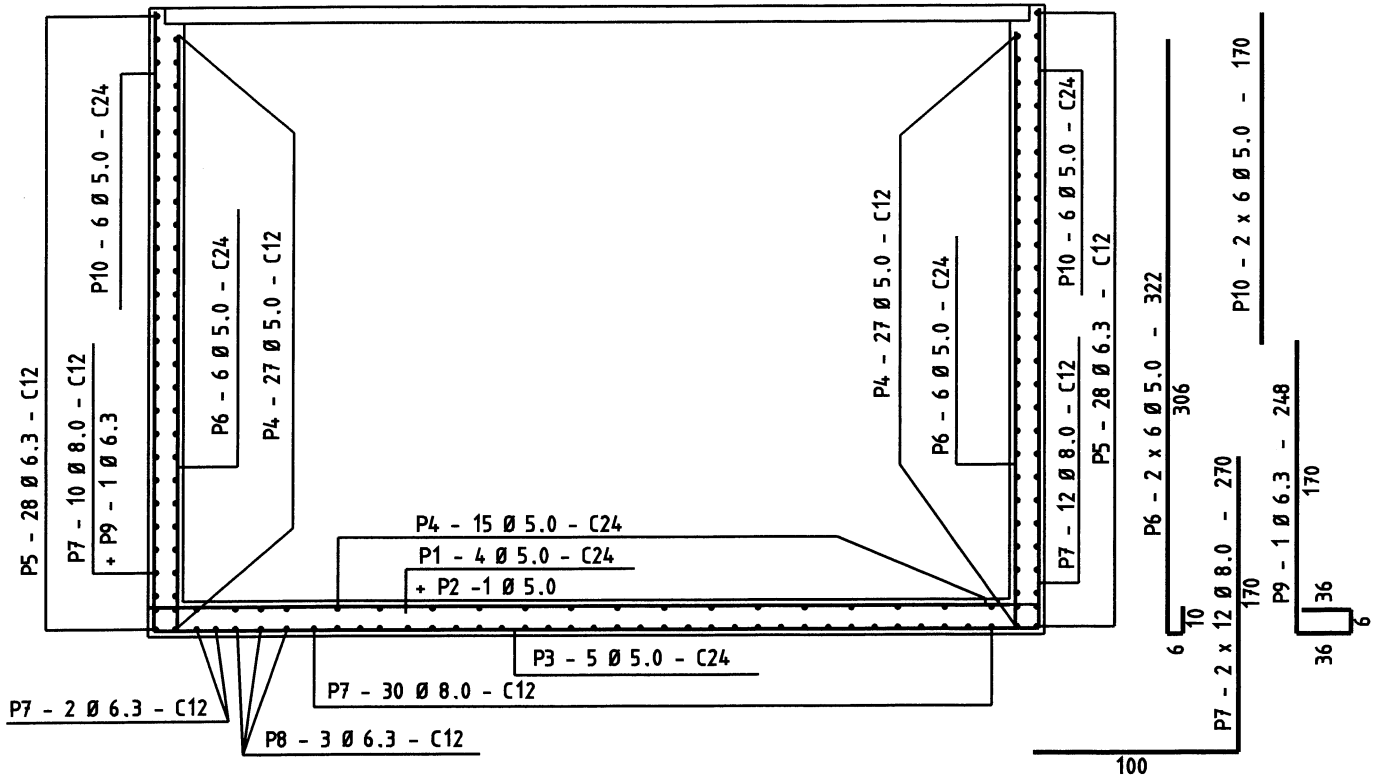 P5 - 28 Ø 6.3 - C12
P10 - 6 Ø 5.0 - C24
P7 - 10 Ø 8.0 - C12
+ P9 - 1 Ø 6.3
P6 - 6 Ø 5.0 - C24
P4 - 27 Ø 5.0 - C12
P4 - 27 Ø 5.0 - C12
P6 - 6 Ø 5.0 - C24
P10 - 6 Ø 5.0 - C24
P7 - 12 Ø 8.0 - C12
P5 - 28 Ø 6.3 - C12
P4 - 15 Ø 5.0 - C24
P1 - 4 Ø 5.0 - C24
+ P2 -1 Ø 5.0
P3 - 5 Ø 5.0 - C24
P7 - 30 Ø 8.0 - C12
P7 - 2 Ø 6.3 - C12
P8 - 3 Ø 6.3 - C12
P6 - 2 x 6 Ø 5.0 - 322
306
10
6
P7 - 2 x 12 Ø 8.0 - 270
170
100
P10 - 2 x 6 Ø 5.0 - 170
P9 - 1 Ø 6.3 - 248
170
36
6
36